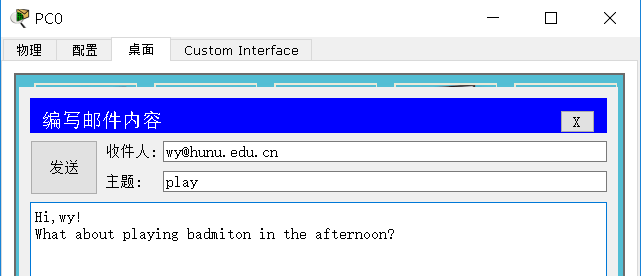 PC0
物理 配置 桌面 Custom Interface
编写邮件内容 X
发送
收件人: wy@hunu.edu.cn
主题: play
Hi,wy!
What about playing badmiton in the afternoon?